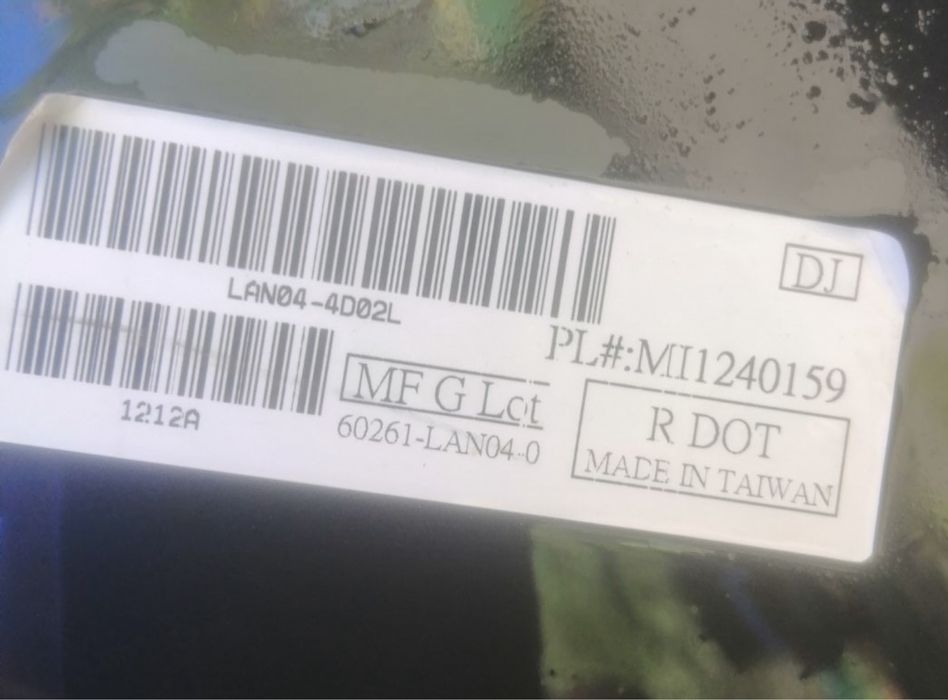 DJ
LAN04-4D02L
PL#:MI1240159
1212A
MF G Lot
60261-LAN04-0
R DOT
MADE IN TAIWAN